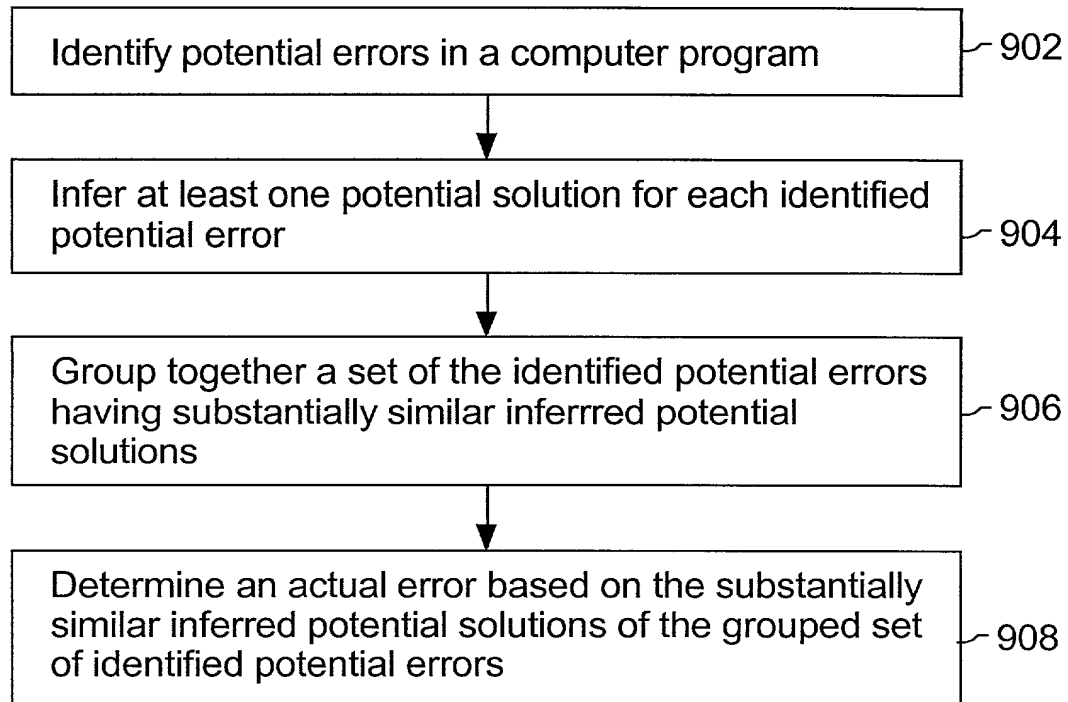 Identify potential errors in a computer program
902
Infer at least one potential solution for each identified
potential error
904
Group together a set of the identified potential errors
having substantially similar inferrred potential
solutions
906
Determine an actual error based on the substantially
similar inferred potential solutions of the grouped set
of identified potential errors
908